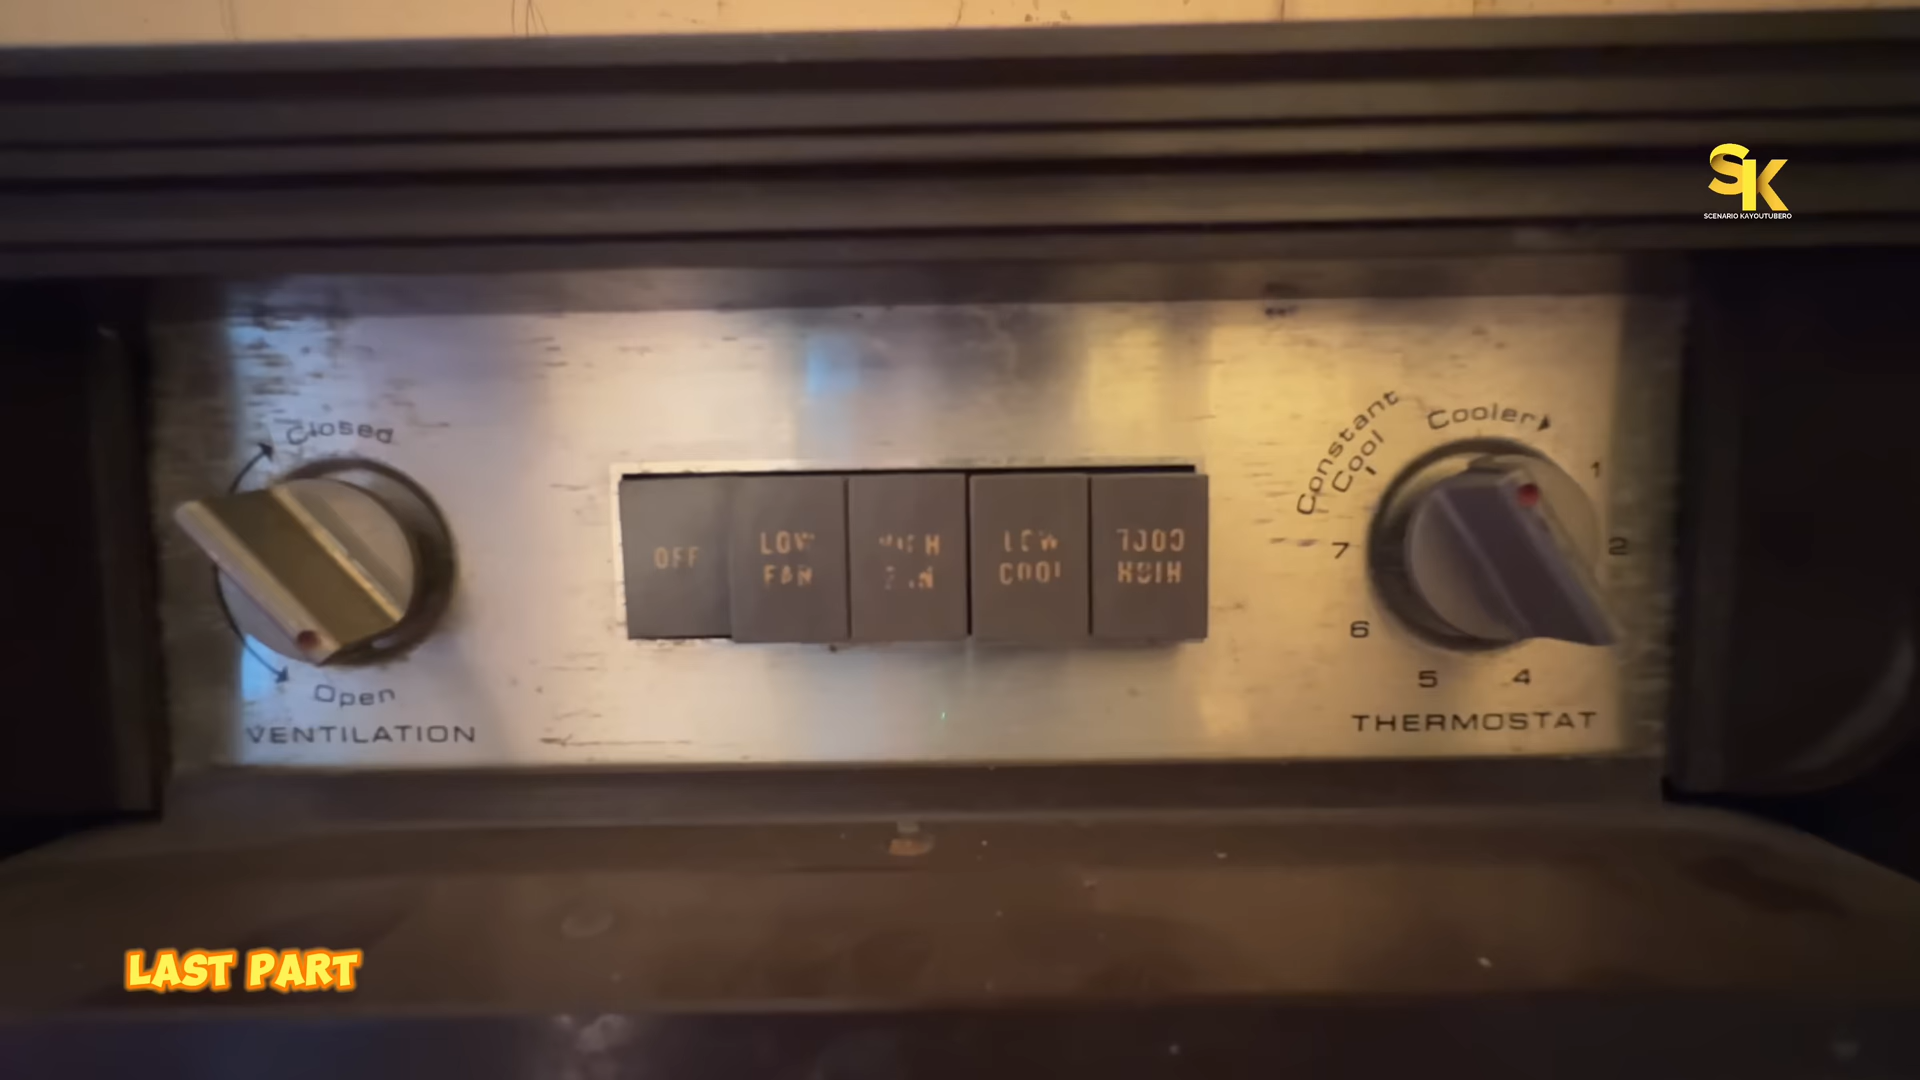 SK
SCENARIO KAYOUTUBERO
Closed
Open
VENTILATION
OFF
LOW
FAN
LOW
COOL
COOL
HIGH
Constant
Cool
Cooler
1
2
4
5
6
7
THERMOSTAT
LAST PART